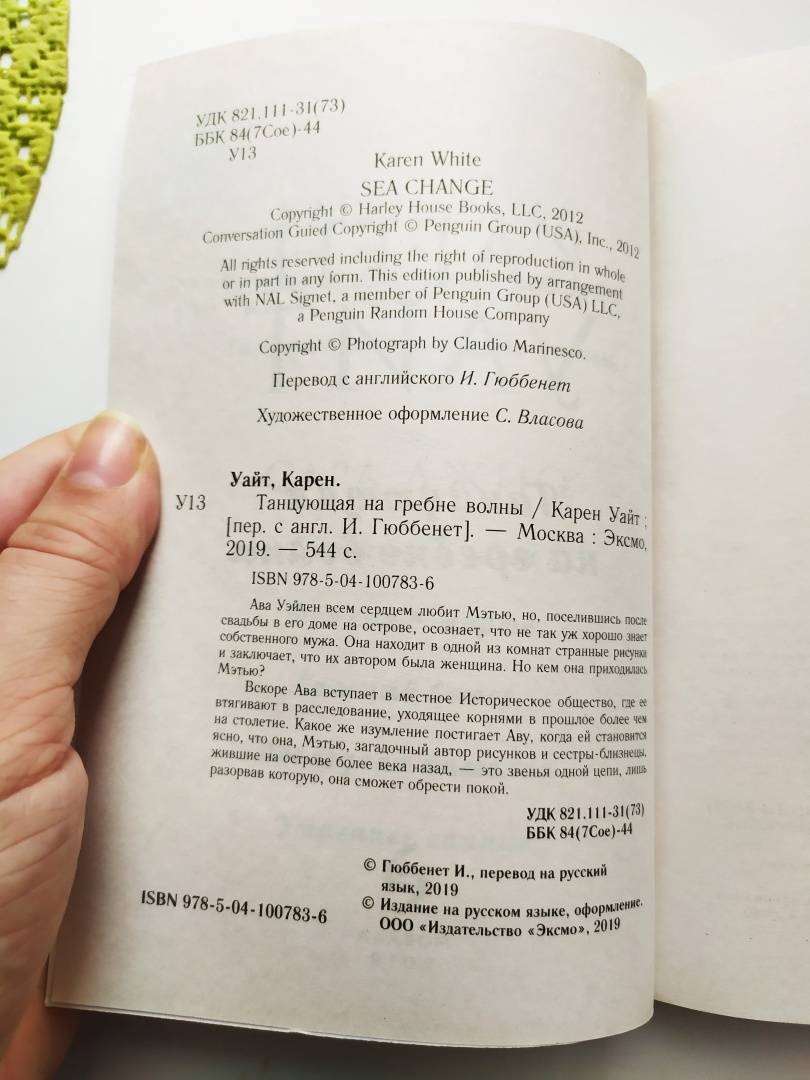 УДК 821.111-31(73)
ББК 84(7Сое)-44
У13
Karen White
SEA CHANGE
Copyright © Harley House Books, LLC, 2012
Conversation Guied Copyright © Penguin Group (USA), Inc., 2012
All rights reserved including the right of reproduction in whole
or in part in any form. This edition published by arrangement
with NAL Signet, a member of Penguin Group (USA) LLC,
a Penguin Random House Company
Copyright © Photograph by Claudio Marinesco.
Перевод с английского И. Гюббенет
Художественное оформление С. Власова
Уайт, Карен.
У13 Танцующая на гребне волны / Карен Уайт ;
[пер. с англ. И. Гюббенет]. — Москва : Эксмо,
2019. — 544 с.
ISBN 978-5-04-100783-6
Ава Уэйлен всем сердцем любит Мэтью, но, поселившись после
свадьбы в его доме на острове, осознает, что не так уж хорошо знает
собственного мужа. Она находит в одной из комнат странные рисунки
и заключает, что их автором была женщина. Но кем она приходилась
Мэтью?
Вскоре Ава вступает в местное Историческое общество, где ее
втягивают в расследование, уходящее корнями в прошлое более чем
на столетие. Какое же изумление постигает Аву, когда ей становится
ясно, что она, Мэтью, загадочный автор рисунков и сестры-близнецы,
жившие на острове более века назад, — это звенья одной цепи, лишь
разорвав которую, она сможет обрести покой.
УДК 821.111-31(73)
ББК 84(7Сое)-44
© Гюббенет И., перевод на русский
язык, 2019
© Издание на русском языке, оформление.
ООО «Издательство «Эксмо», 2019
ISBN 978-5-04-100783-6